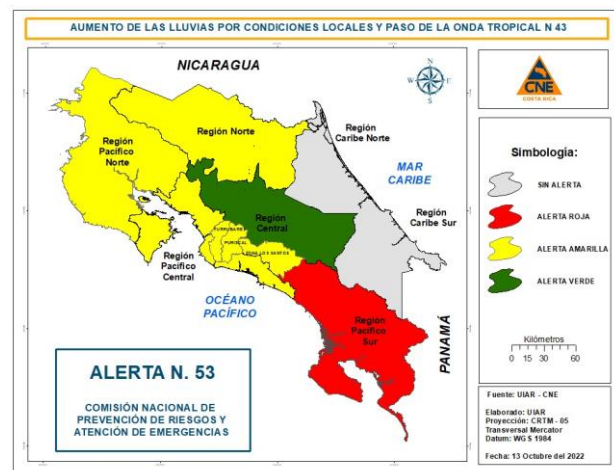 AUMENTO DE LAS LLUVIAS POR CONDICIONES LOCALES Y PASO DE LA ONDA TROPICAL N 43
NICARAGUA
N
S
CNE
COSTA RICA
Región Norte
Región
Pacífico
Norte
Región
Caribe Norte
MAR
CARIBE
Región
Central
Región
Caribe Sur
TURRUBARES
PURISCAL
Región
Pacífico
Central
OCÉANO
PACÍFICO
Región
Pacífico
Sur
PANAMÁ
ALERTA N. 53
COMISIÓN NACIONAL DE
PREVENCIÓN DE RIESGOS Y
ATENCIÓN DE EMERGENCIAS
Simbología:
SIN ALERTA
ALERTA ROJA
ALERTA AMARILLA
ALERTA VERDE
Kilómetros
0 15 30 60
Fuente: UIAR - CNE
Elaborado: UIAR
Proyección: CRTM - 05
Transversal Mercator
Datum: WGS 1984
Fecha: 13 Octubre del 2022